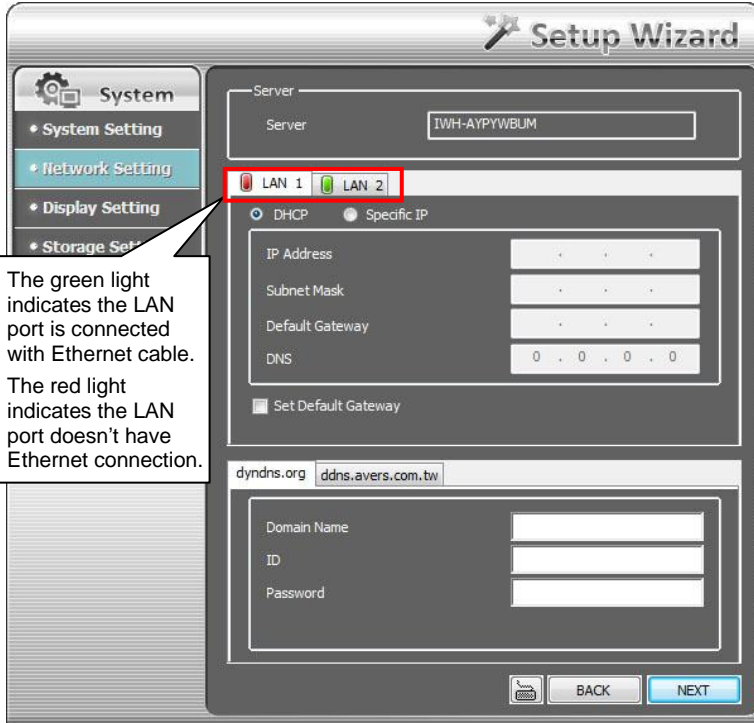 Setup Wizard
System
System Setting
Network Setting
Display Setting
Storage Set
The green light
indicates the LAN
port is connected
with Ethernet cable.
The red light
indicates the LAN
port doesn't have
Ethernet connection.
Server
Server IWH-AYPYWBUM
LAN 1 LAN 2
DHCP Specific IP
IP Address . . .
Subnet Mask . . .
Default Gateway . . .
DNS 0 . 0 . 0 . 0
Set Default Gateway
dyndns.org ddns.avers.com.tw
Domain Name
ID
Password
BACK NEXT